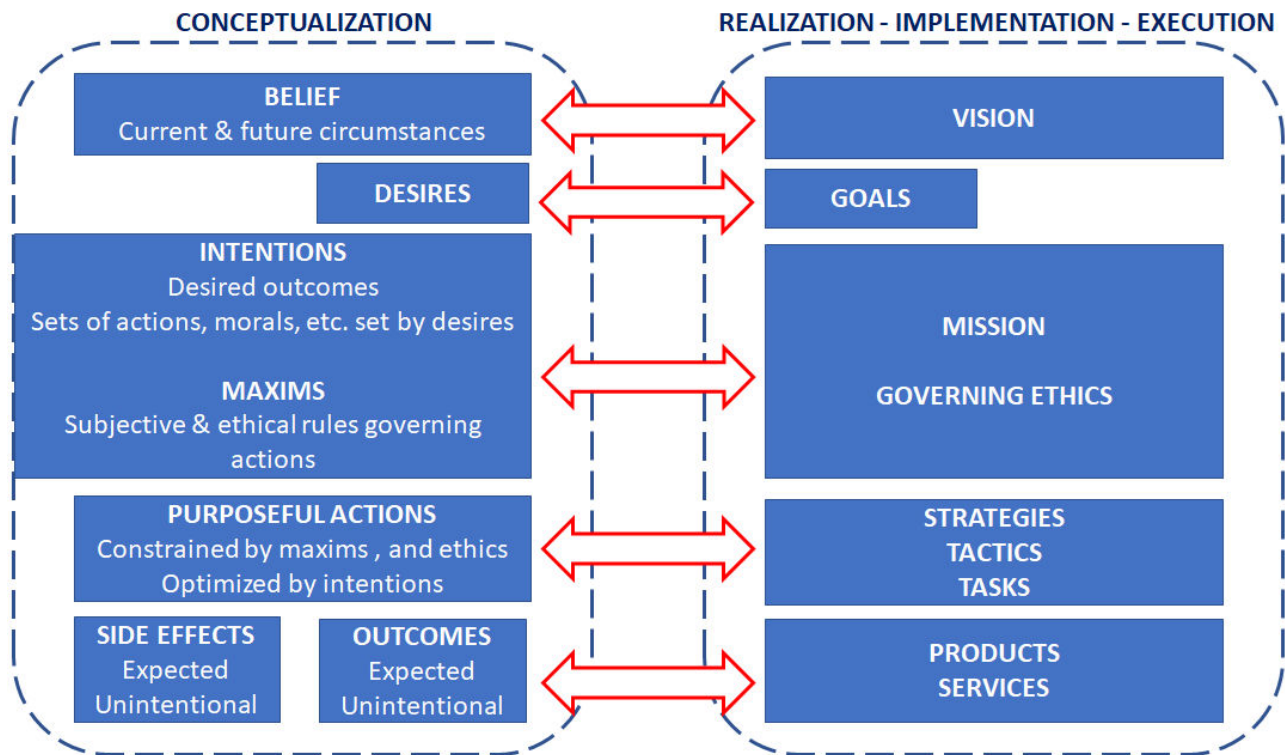 CONCEPTUALIZATION
BELIEF
Current & future circumstances
DESIRES
INTENTIONS
Desired outcomes
Sets of actions, morals, etc. set by desires
MAXIMS
Subjective & ethical rules governing
actions
PURPOSEFUL ACTIONS
Constrained by maxims , and ethics
Optimized by intentions
SIDE EFFECTS
Expected
Unintentional
OUTCOMES
Expected
Unintentional
REALIZATION - IMPLEMENTATION - EXECUTION
VISION
GOALS
MISSION
GOVERNING ETHICS
STRATEGIES
TACTICS
TASKS
PRODUCTS
SERVICES